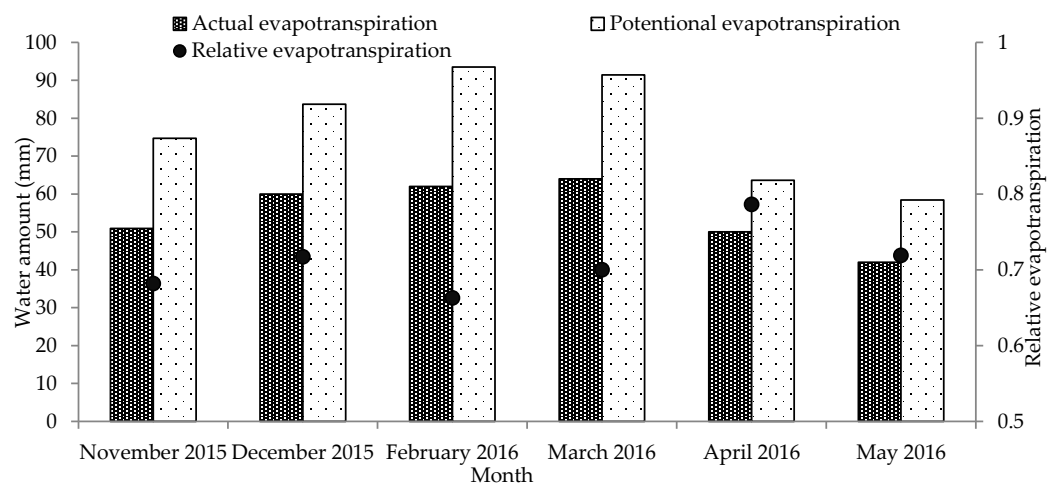 Actual evapotranspiration
Potentional evapotranspiration
Relative evapotranspiration
Water amount (mm)
100
90
80
70
60
50
40
30
20
10
0
1
0.9
0.8
0.7
0.6
0.5
Relative evapotranspiration
November 2015
December 2015
February 2016
March 2016
April 2016
May 2016
Month